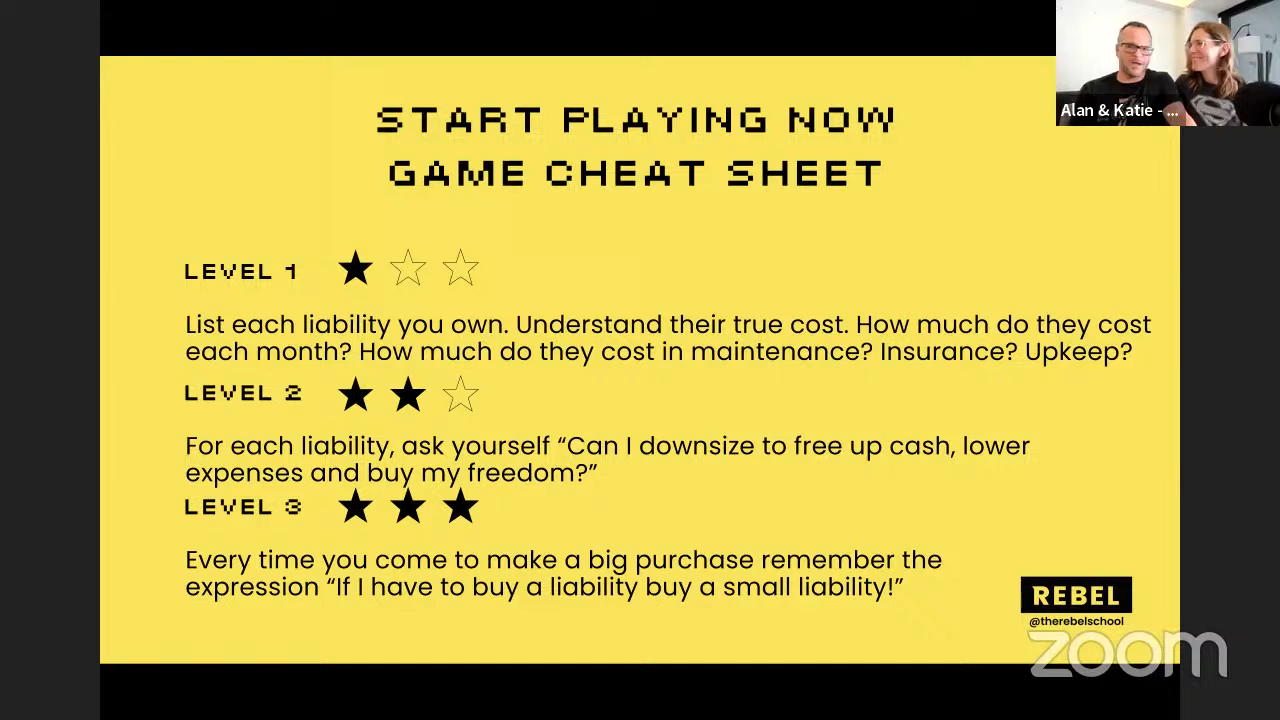 Alan & Katie - ...
START PLAYING NOW
GAME CHEAT SHEET
LEVEL 1
List each liability you own. Understand their true cost. How much do they cost
each month? How much do they cost in maintenance? Insurance? Upkeep?
LEVEL 2
For each liability, ask yourself “Can I downsize to free up cash, lower
expenses and buy my freedom?”
LEVEL 3
Every time you come to make a big purchase remember the
expression “If I have to buy a liability buy a small liability!”
REBEL
@therebelschool
zoom